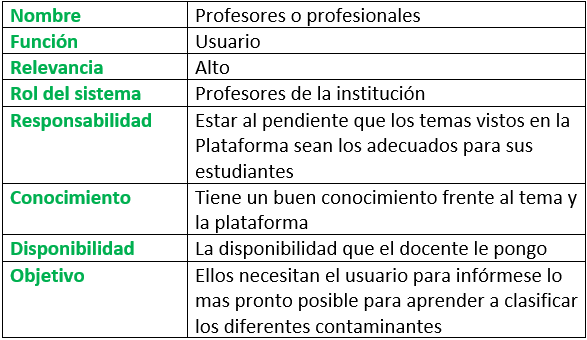 Nombre Profesores o profesionales
Función Usuario
Relevancia Alto
Rol del sistema Profesores de la institución
Responsabilidad Estar al pendiente que los temas vistos en la
Plataforma sean los adecuados para sus
estudiantes
Conocimiento Tiene un buen conocimiento frente al tema y
la plataforma
Disponibilidad La disponibilidad que el docente le pongo
Objetivo Ellos necesitan el usuario para infórmese lo
mas pronto posible para aprender a clasificar
los diferentes contaminantes